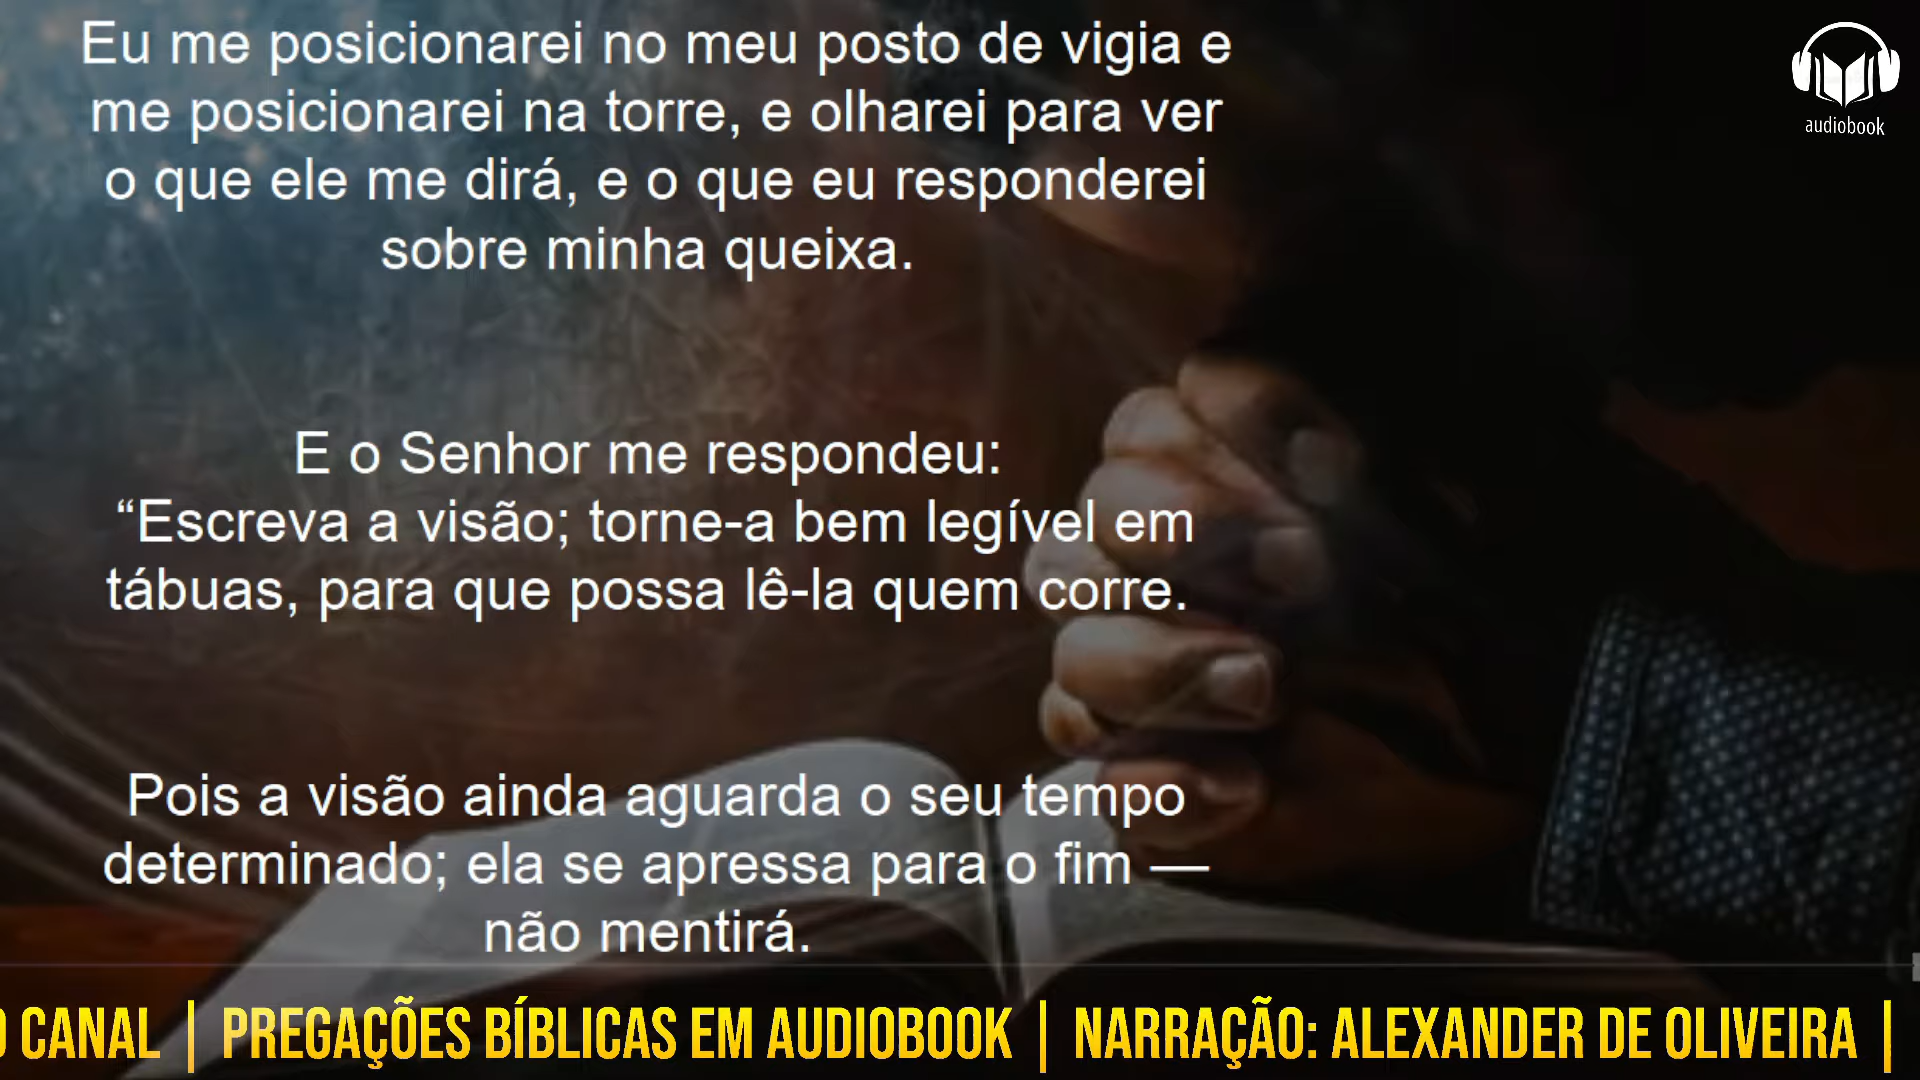 Eu me posicionarei no meu posto de vigia e
me posicionarei na torre, e olharei para ver
o que ele me dirá, e o que eu responderei
sobre minha queixa.
audiobook
E o Senhor me respondeu:
“Escreva a visão; torne-a bem legível em
tábuas, para que possa lê-la quem corre.
Pois a visão ainda aguarda o seu tempo
determinado; ela se apressa para o fim —
não mentirá.
CANAL | PREGAÇÕES BÍBLICAS EM AUDIOBOOK | NARRAÇÃO: ALEXANDER DE OLIVEIRA |